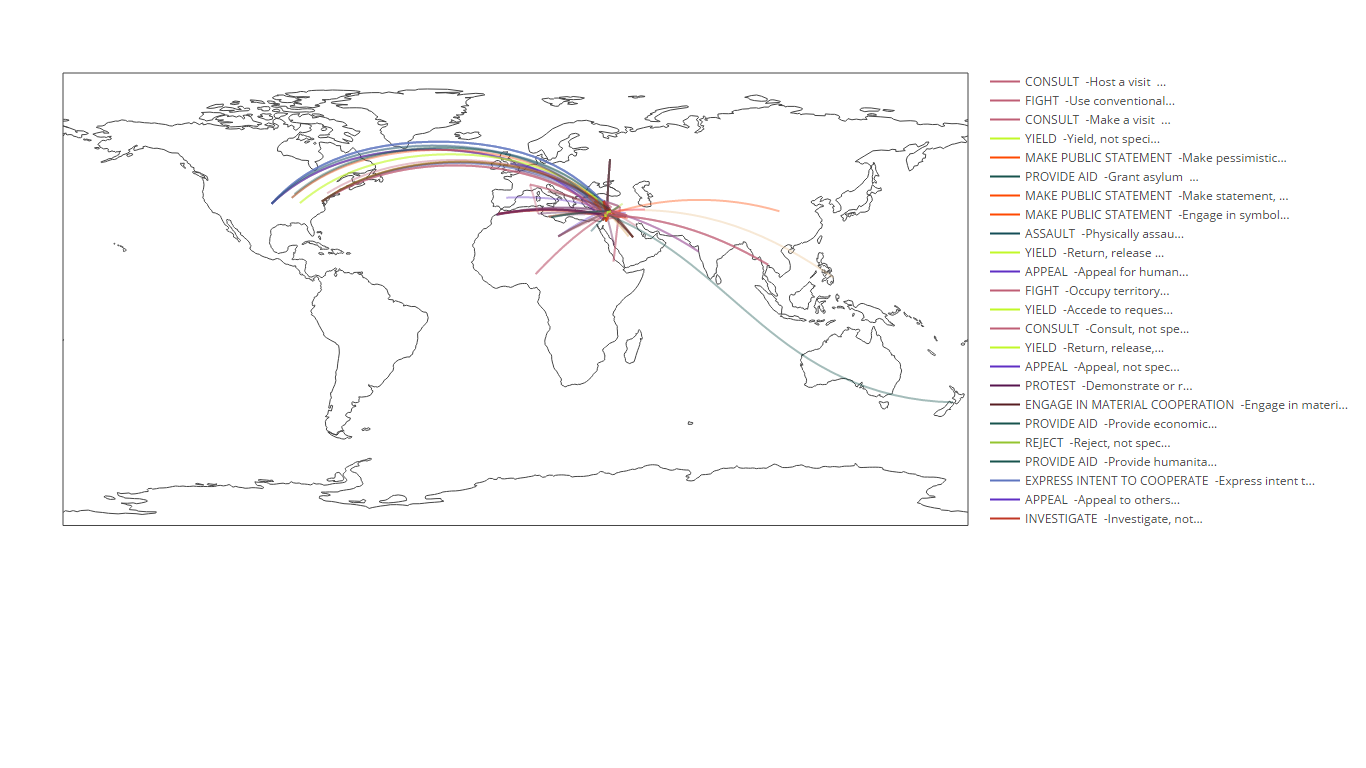 CONSULT -Host a visit ...
FIGHT -Use conventional...
CONSULT -Make a visit ...
YIELD -Yield, not speci...
MAKE PUBLIC STATEMENT -Make pessimistic...
PROVIDE AID -Grant asylum ...
MAKE PUBLIC STATEMENT -Make statement, ...
MAKE PUBLIC STATEMENT -Engage in symbol...
ASSAULT -Physically assau...
YIELD -Return, release ...
APPEAL -Appeal for human...
FIGHT -Occupy territory...
YIELD -Accede to reques...
CONSULT -Consult, not spe...
YIELD -Return, release,...
APPEAL -Appeal, not spec...
PROTEST -Demonstrate or r...
ENGAGE IN MATERIAL COOPERATION -Engage in materi...
PROVIDE AID -Provide economic...
REJECT -Reject, not spec...
PROVIDE AID -Provide humanita...
EXPRESS INTENT TO COOPERATE -Express intent t...
APPEAL -Appeal to others...
INVESTIGATE -Investigate, not...